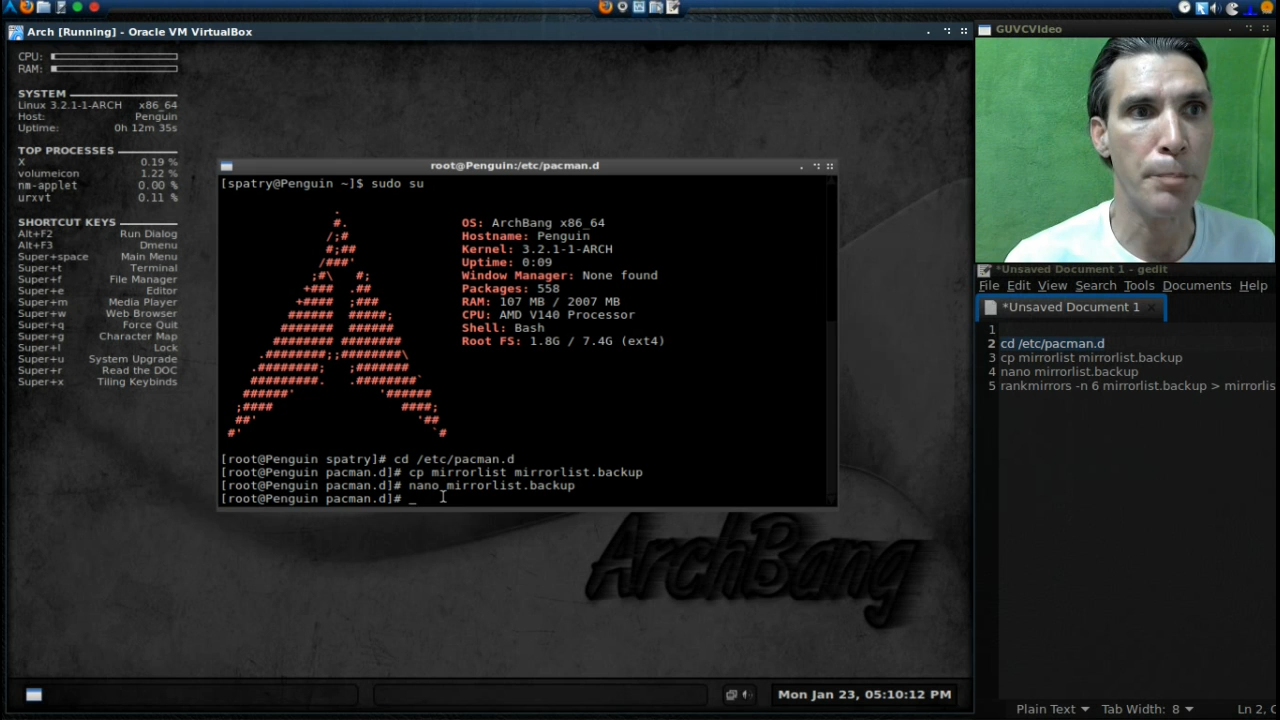 Arch [Running] - Oracle VM VirtualBox
CPU:
RAM:
SYSTEM
Linux 3.2.1-1-ARCH x86_64
Host: Penguin
Uptime: 0h 12m 35s
TOP PROCESSES
X 0.19 %
volumeicon 1.22 %
nm-applet 0.00 %
urxvt 0.11 %
SHORTCUT KEYS
Alt+F2 Run Dialog
Alt+F3 Dmenu
Super+space Main Menu
Super+t Terminal
Super+f File Manager
Super+e Editor
Super+m Media Player
Super+w Web Browser
Super+q Force Quit
Super+g Character Map
Super+l Lock
Super+u System Upgrade
Super+r Read the DOC
Super+x Tiling Keybinds
root@Penguin:/etc/pacman.d
[spatry@Penguin ~]$ sudo su
OS: ArchBang x86_64
Hostname: Penguin
Kernel: 3.2.1-1-ARCH
Uptime: 0:09
Window Manager: None found
Packages: 558
RAM: 107 MB / 2007 MB
CPU: AMD V140 Processor
Shell: Bash
Root FS: 1.8G / 7.4G (ext4)
[root@Penguin spatry]# cd /etc/pacman.d
[root@Penguin pacman.d]# cp mirrorlist mirrorlist.backup
[root@Penguin pacman.d]# nano mirrorlist.backup
[root@Penguin pacman.d]# _
ArchBang
Mon Jan 23, 05:10:12 PM
GUVCVideo
*Unsaved Document 1 - gedit
File Edit View Search Tools Documents Help
*Unsaved Document 1
1
2 cd /etc/pacman.d
3 cp mirrorlist mirrorlist.backup
4 nano mirrorlist.backup
5 rankmirrors -n 6 mirrorlist.backup > mirrorlis
Plain Text Tab Width: 8 Ln 2, C